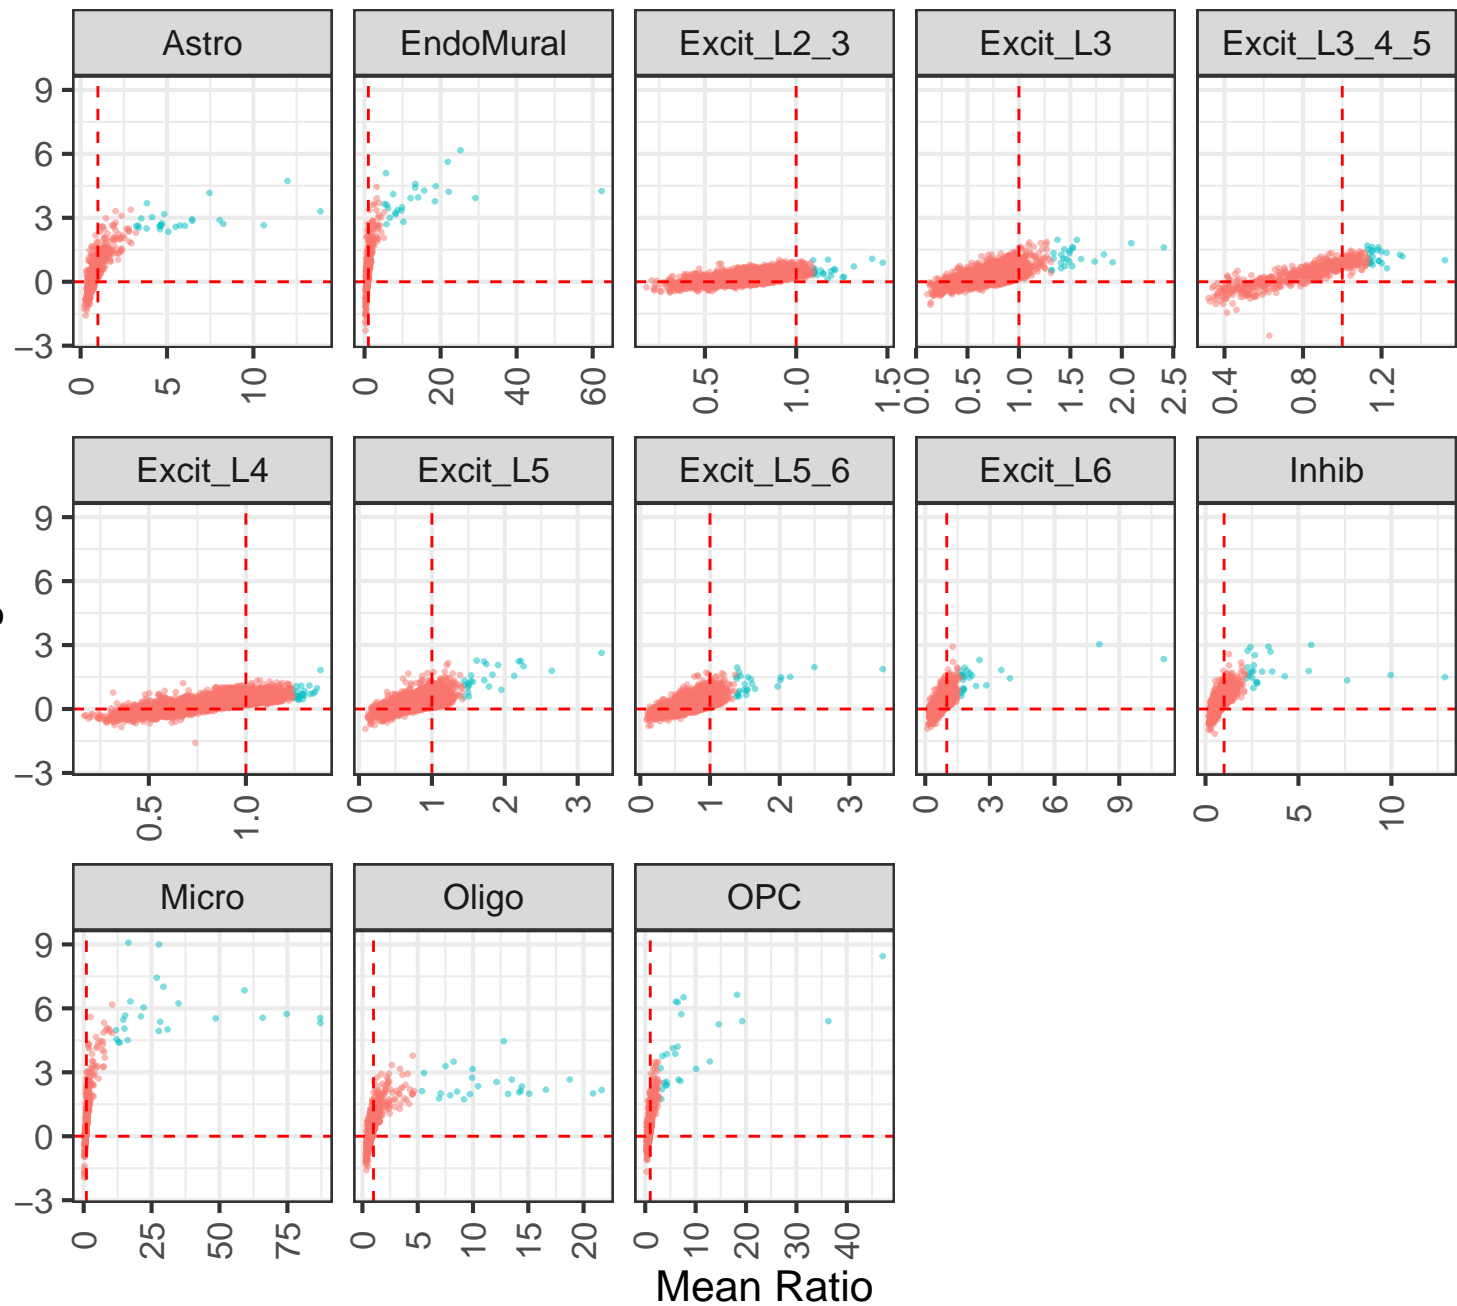 Astro EndoMural Excit_L2_3 Excit_L3 Excit_L3_4_5
9
6
3
0
−3
0 5 10 0 20 40 60 0.5 1.0 1.5 0.0 0.5 1.0 1.5 2.0 2.5 0.4 0.8 1.2
Excit_L4 Excit_L5 Excit_L5_6 Excit_L6 Inhib
9
6
3
0
−3
0.5 1.0 0 1 2 3 0 1 2 3 0 3 6 9 0 5 10
Micro Oligo OPC
9
6
3
0
−3
0 25 50 75 0 5 10 15 20 0 10 20 30 40
Mean Ratio